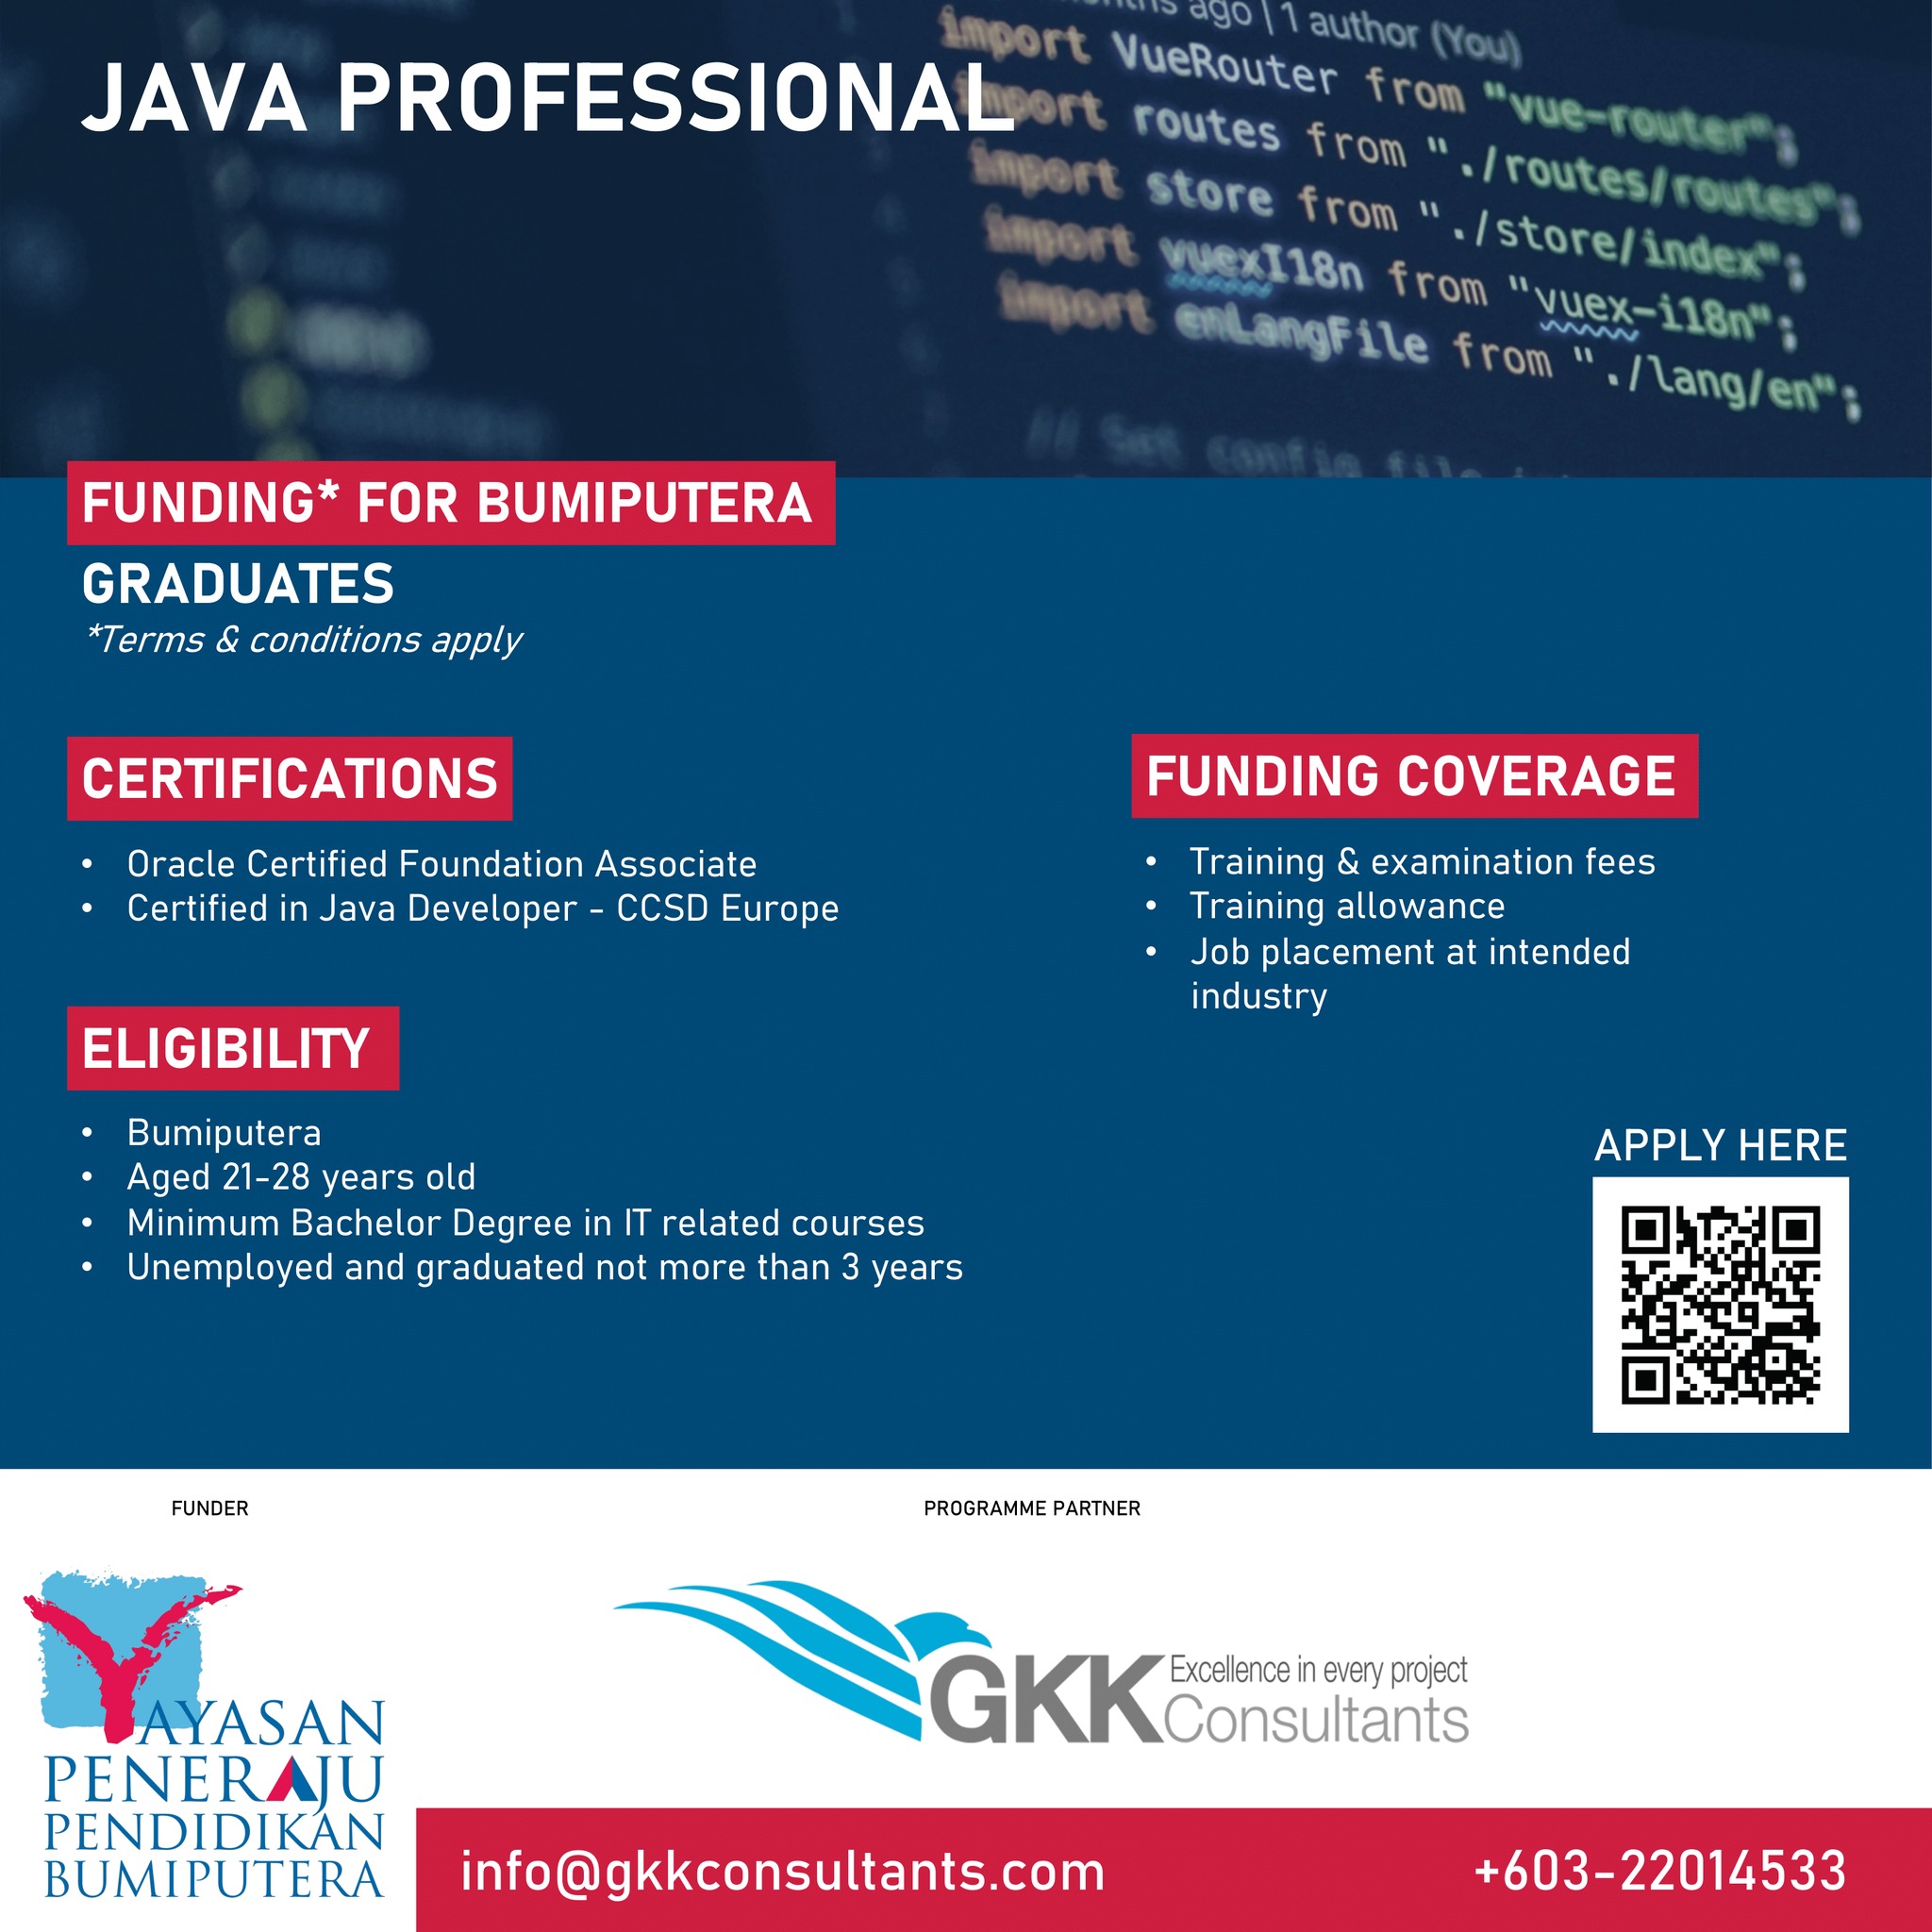 nths ago | 1 author (You)
import VueRouter from "vue-router";
import routes from "./routes/routes";
import store from "./store/index";
import vuexI18n from "vuex-i18n";
import enLangFile from "./lang/en";
// Set config file
JAVA PROFESSIONAL
FUNDING* FOR BUMIPUTERA
GRADUATES
*Terms & conditions apply
CERTIFICATIONS
• Oracle Certified Foundation Associate
• Certified in Java Developer - CCSD Europe
FUNDING COVERAGE
• Training & examination fees
• Training allowance
• Job placement at intended
industry
ELIGIBILITY
• Bumiputera
• Aged 21-28 years old
• Minimum Bachelor Degree in IT related courses
• Unemployed and graduated not more than 3 years
APPLY HERE
FUNDER
PROGRAMME PARTNER
YAYASAN
PENERAJU
PENDIDIKAN
BUMIPUTERA
GKK Excellence in every project
Consultants
info@gkkconsultants.com
+603-22014533